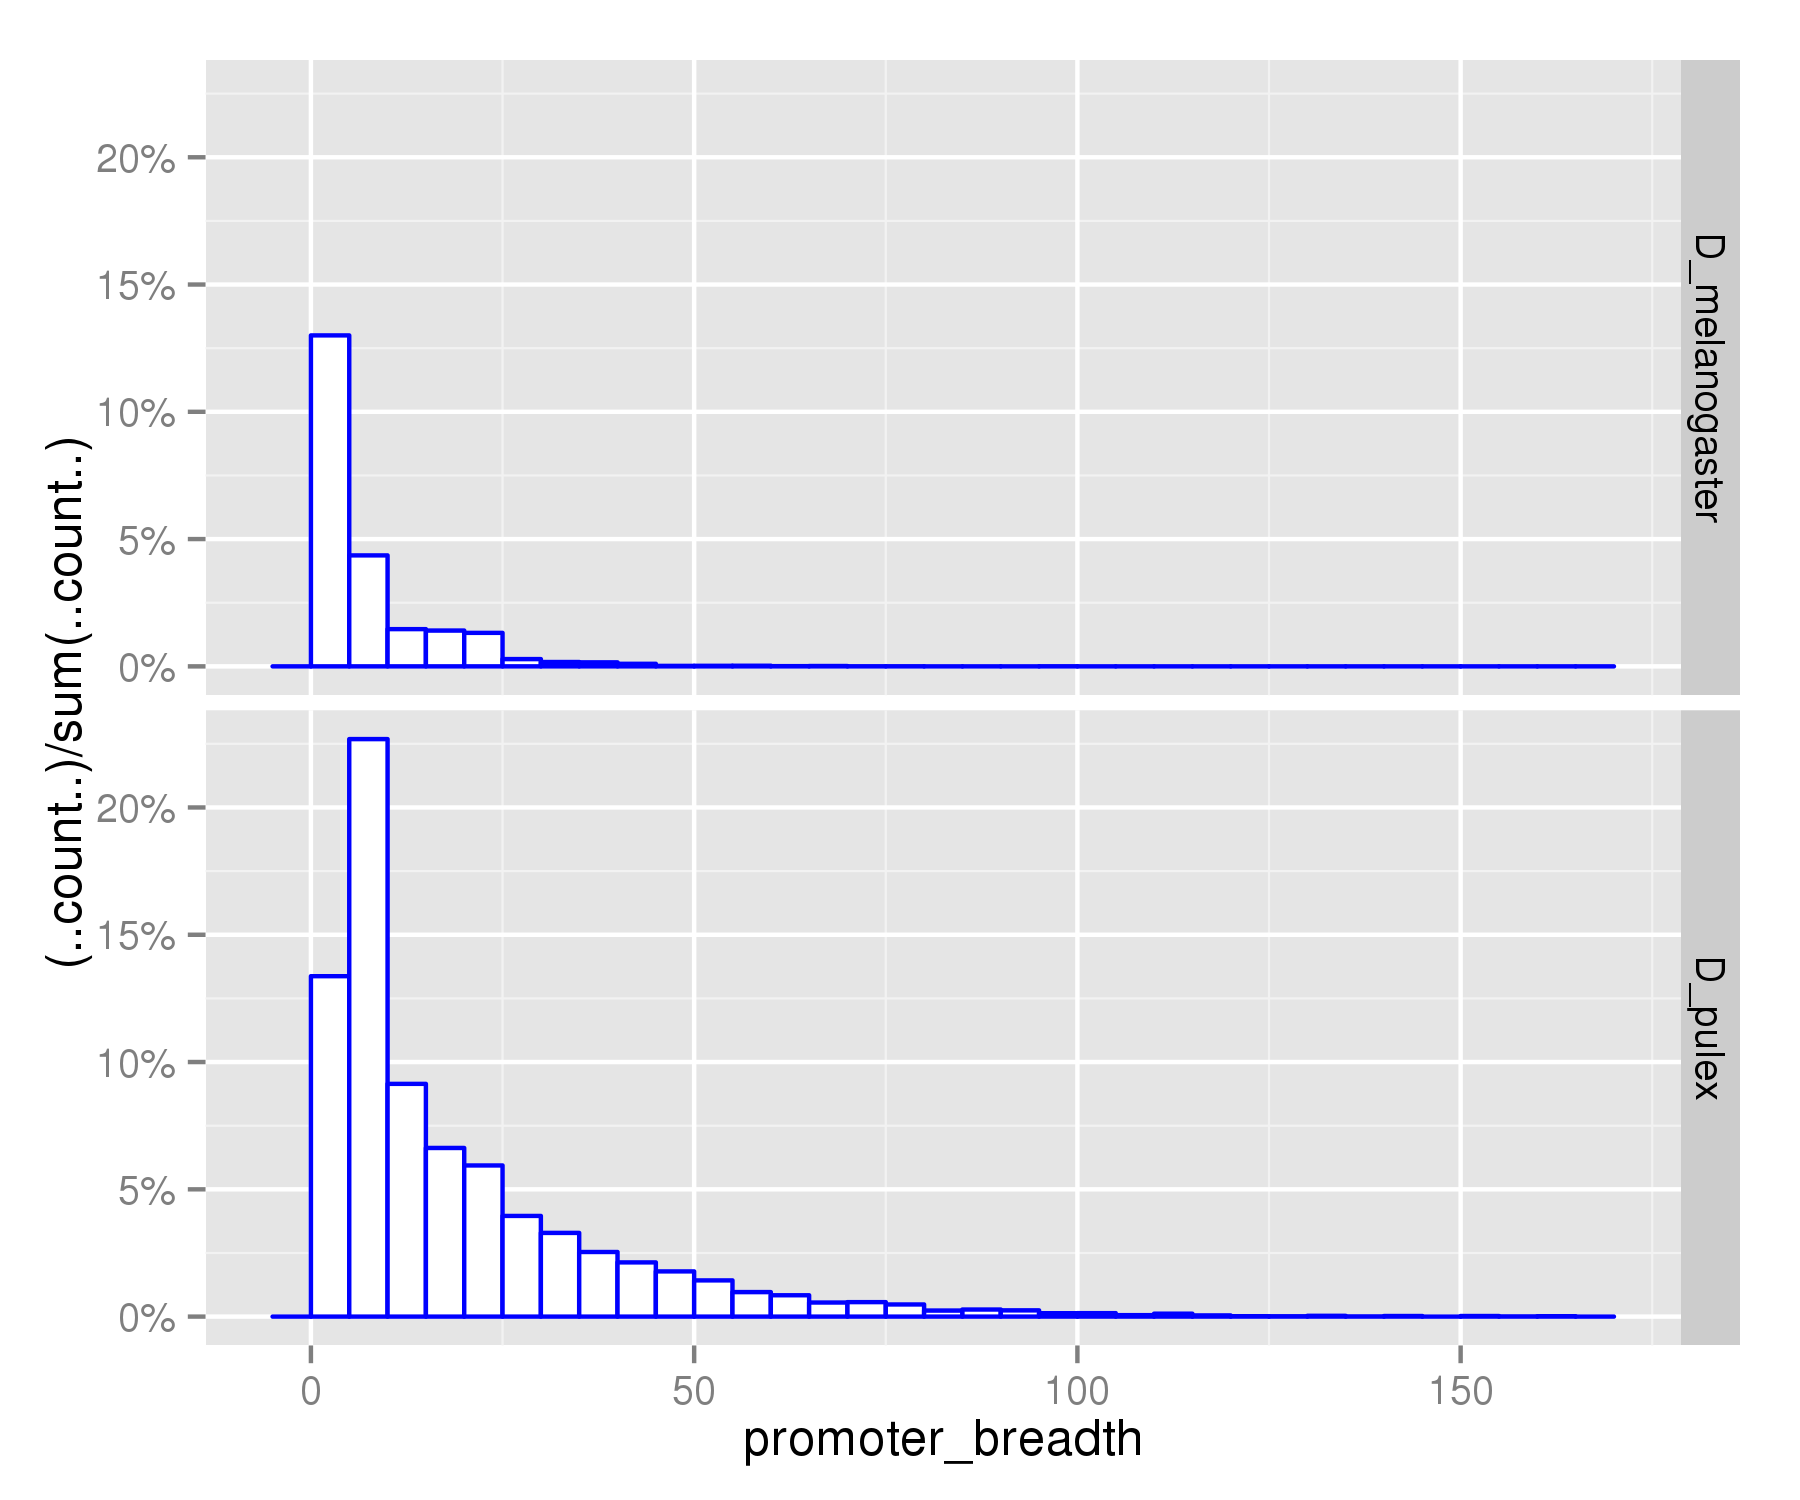 (..count..)/sum(..count..)
20%
15%
10%
5%
0%
D_melanogaster
20%
15%
10%
5%
0%
D_pulex
0 50 100 150
promoter_breadth